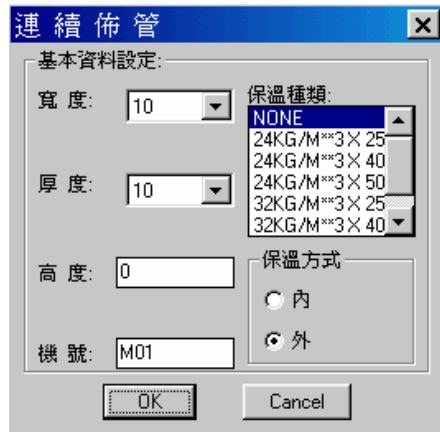 連續佈管
基本資料設定:
寬 度: 10
保溫種類:
NONE
24KG/M**3 X 25
24KG/M**3 X 40
24KG/M**3 X 50
32KG/M**3 X 25
32KG/M**3 X 40
厚 度: 10
高 度: 0
保溫方式
內
外
機 號: M01
OK Cancel